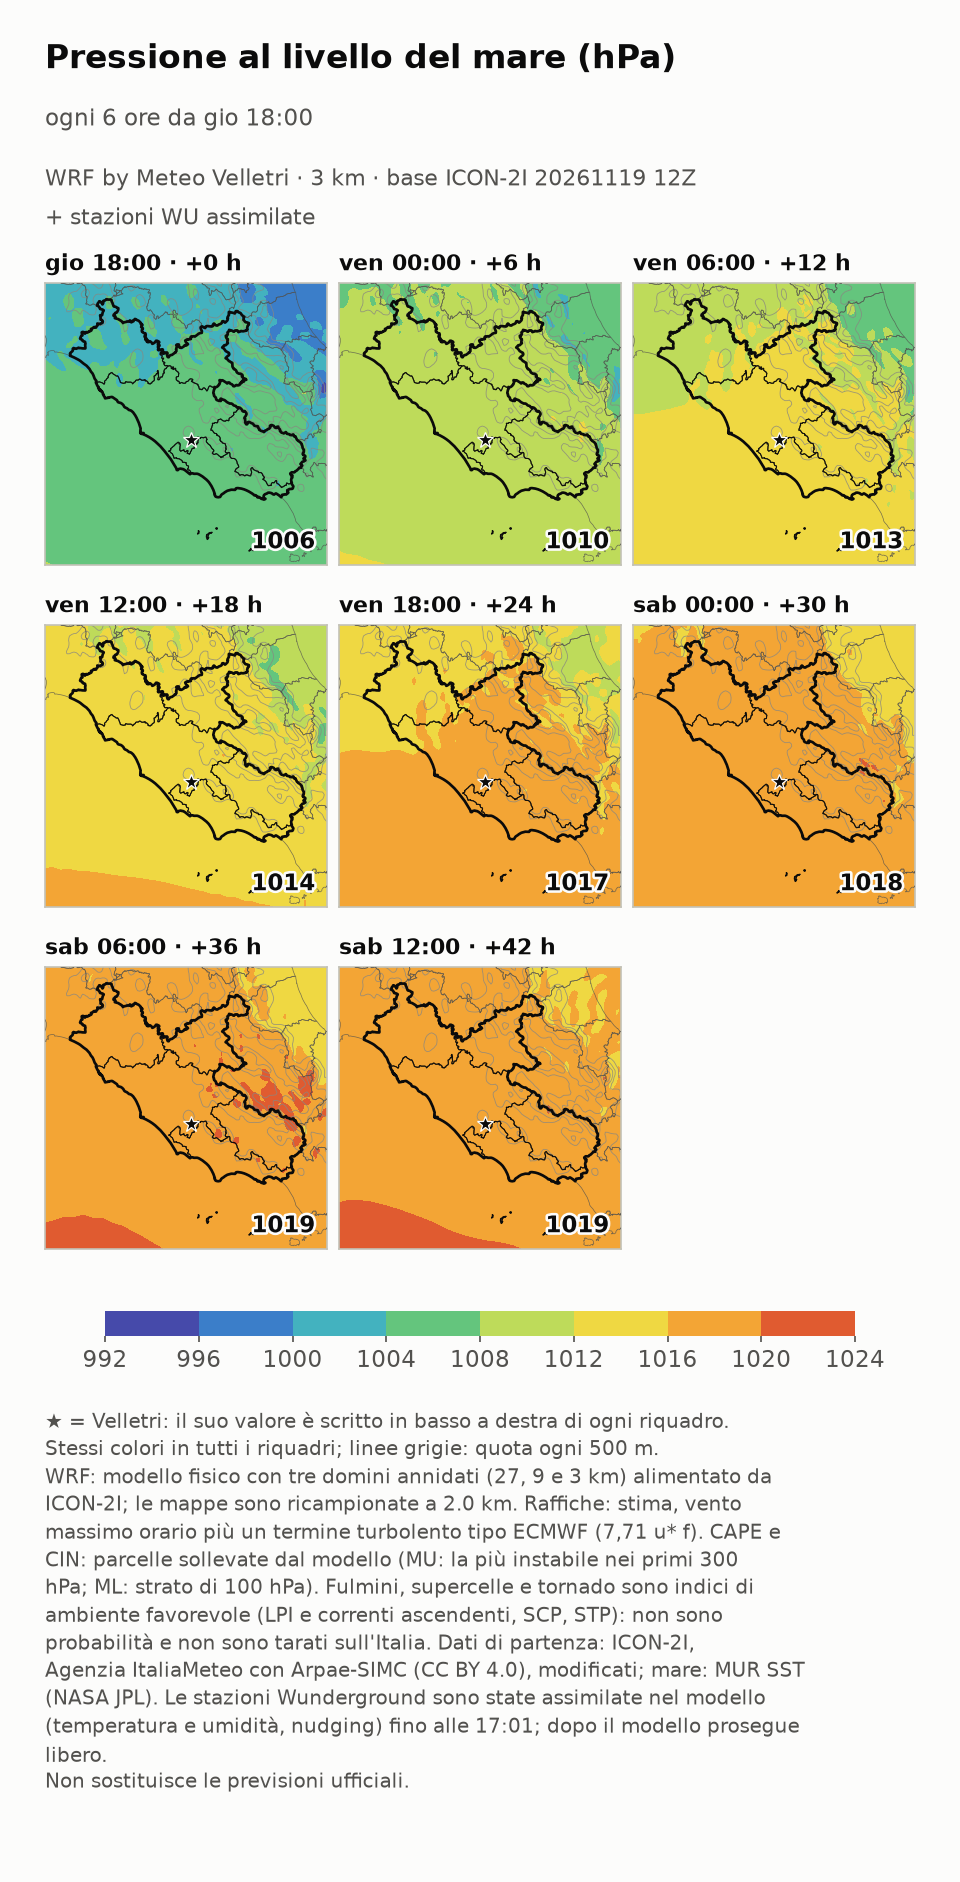 Pressione al livello del mare (hPa)
ogni 6 ore da gio 18:00
WRF by Meteo Velletri · 3 km · base ICON-2I 20261119 12Z
+ stazioni WU assimilate
gio 18:00 · +0 h
ven 00:00 · +6 h
ven 06:00 · +12 h
1006
1010
1013
ven 12:00 · +18 h
ven 18:00 · +24 h
sab 00:00 · +30 h
1014
1017
1018
sab 06:00 · +36 h
sab 12:00 · +42 h
1019
1019
992 996 1000 1004 1008 1012 1016 1020 1024
★ = Velletri: il suo valore è scritto in basso a destra di ogni riquadro.
Stessi colori in tutti i riquadri; linee grigie: quota ogni 500 m.
WRF: modello fisico con tre domini annidati (27, 9 e 3 km) alimentato da
ICON-2I; le mappe sono ricampionate a 2.0 km. Raffiche: stima, vento
massimo orario più un termine turbolento tipo ECMWF (7,71 u* f). CAPE e
CIN: parcelle sollevate dal modello (MU: la più instabile nei primi 300
hPa; ML: strato di 100 hPa). Fulmini, supercelle e tornado sono indici di
ambiente favorevole (LPI e correnti ascendenti, SCP, STP): non sono
probabilità e non sono tarati sull'Italia. Dati di partenza: ICON-2I,
Agenzia ItaliaMeteo con Arpae-SIMC (CC BY 4.0), modificati; mare: MUR SST
(NASA JPL). Le stazioni Wunderground sono state assimilate nel modello
(temperatura e umidità, nudging) fino alle 17:01; dopo il modello prosegue
libero.
Non sostituisce le previsioni ufficiali.